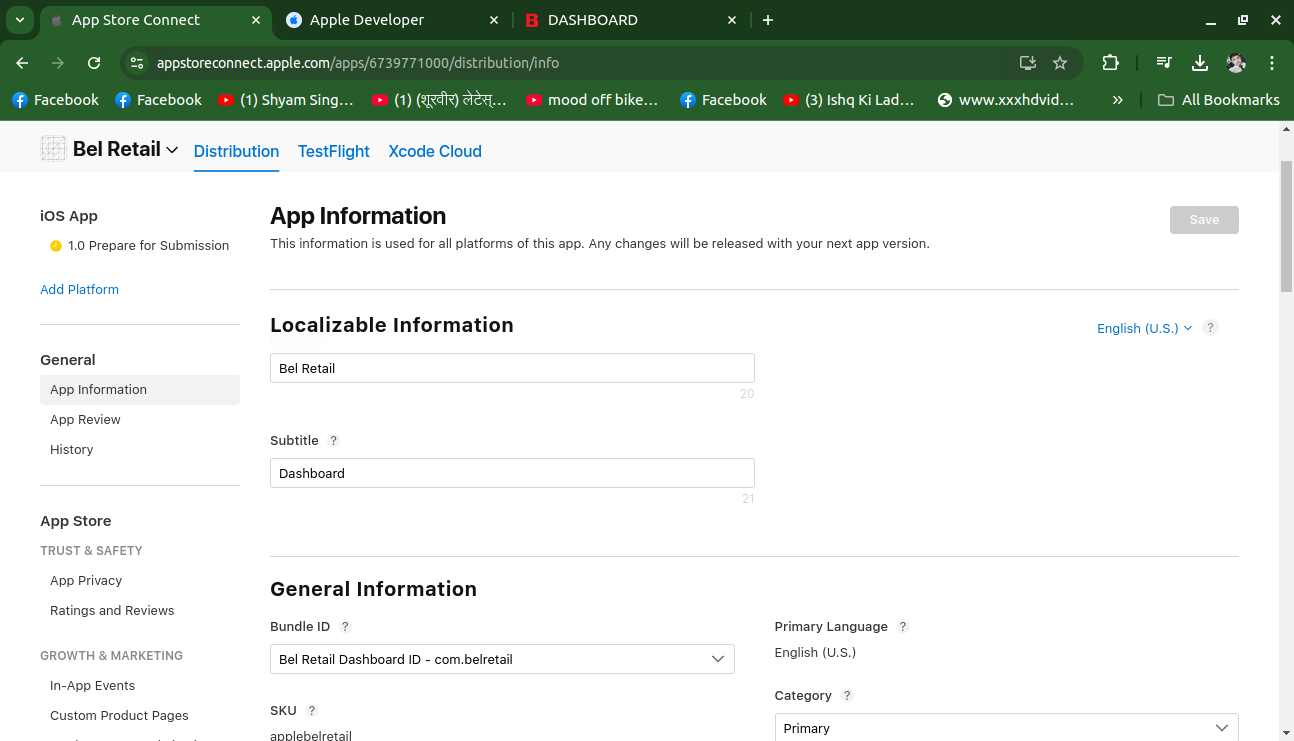 App Store Connect
Apple Developer
DASHBOARD
appstoreconnect.apple.com/apps/6739771000/distribution/info
Facebook
Facebook
(1) Shyam Sing...
(1) (शूरवीर) लेटेस्...
mood off bike...
Facebook
(3) Ishq Ki Lad...
www.xxxhdvid...
All Bookmarks
Bel Retail
Distribution
TestFlight
Xcode Cloud
iOS App
1.0 Prepare for Submission
Add Platform
General
App Information
App Review
History
App Store
TRUST & SAFETY
App Privacy
Ratings and Reviews
GROWTH & MARKETING
In-App Events
Custom Product Pages
App Information
Save
This information is used for all platforms of this app. Any changes will be released with your next app version.
Localizable Information
English (U.S.) ?
Bel Retail
20
Subtitle ?
Dashboard
21
General Information
Bundle ID ?
Bel Retail Dashboard ID - com.belretail
SKU ?
applebelretail
Primary Language ?
English (U.S.)
Category ?
Primary